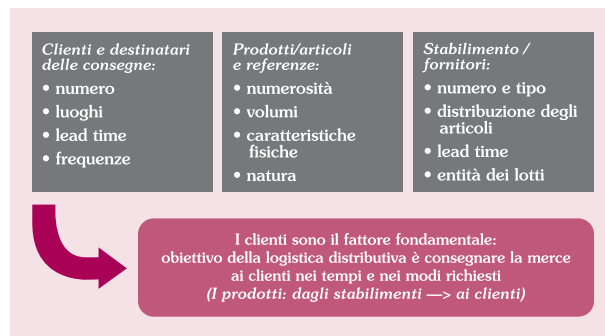 Clienti e destinatari
delle consegne:
• numero
• luoghi
• lead time
• frequenze
Prodotti/articoli
e referenze:
• numerosità
• volumi
• caratteristiche
fisiche
• natura
Stabilimento /
fornitori:
• numero e tipo
• distribuzione degli
articoli
• lead time
• entità dei lotti
I clienti sono il fattore fondamentale:
obiettivo della logistica distributiva è consegnare la merce
ai clienti nei tempi e nei modi richiesti
(I prodotti: dagli stabilimenti —> ai clienti)